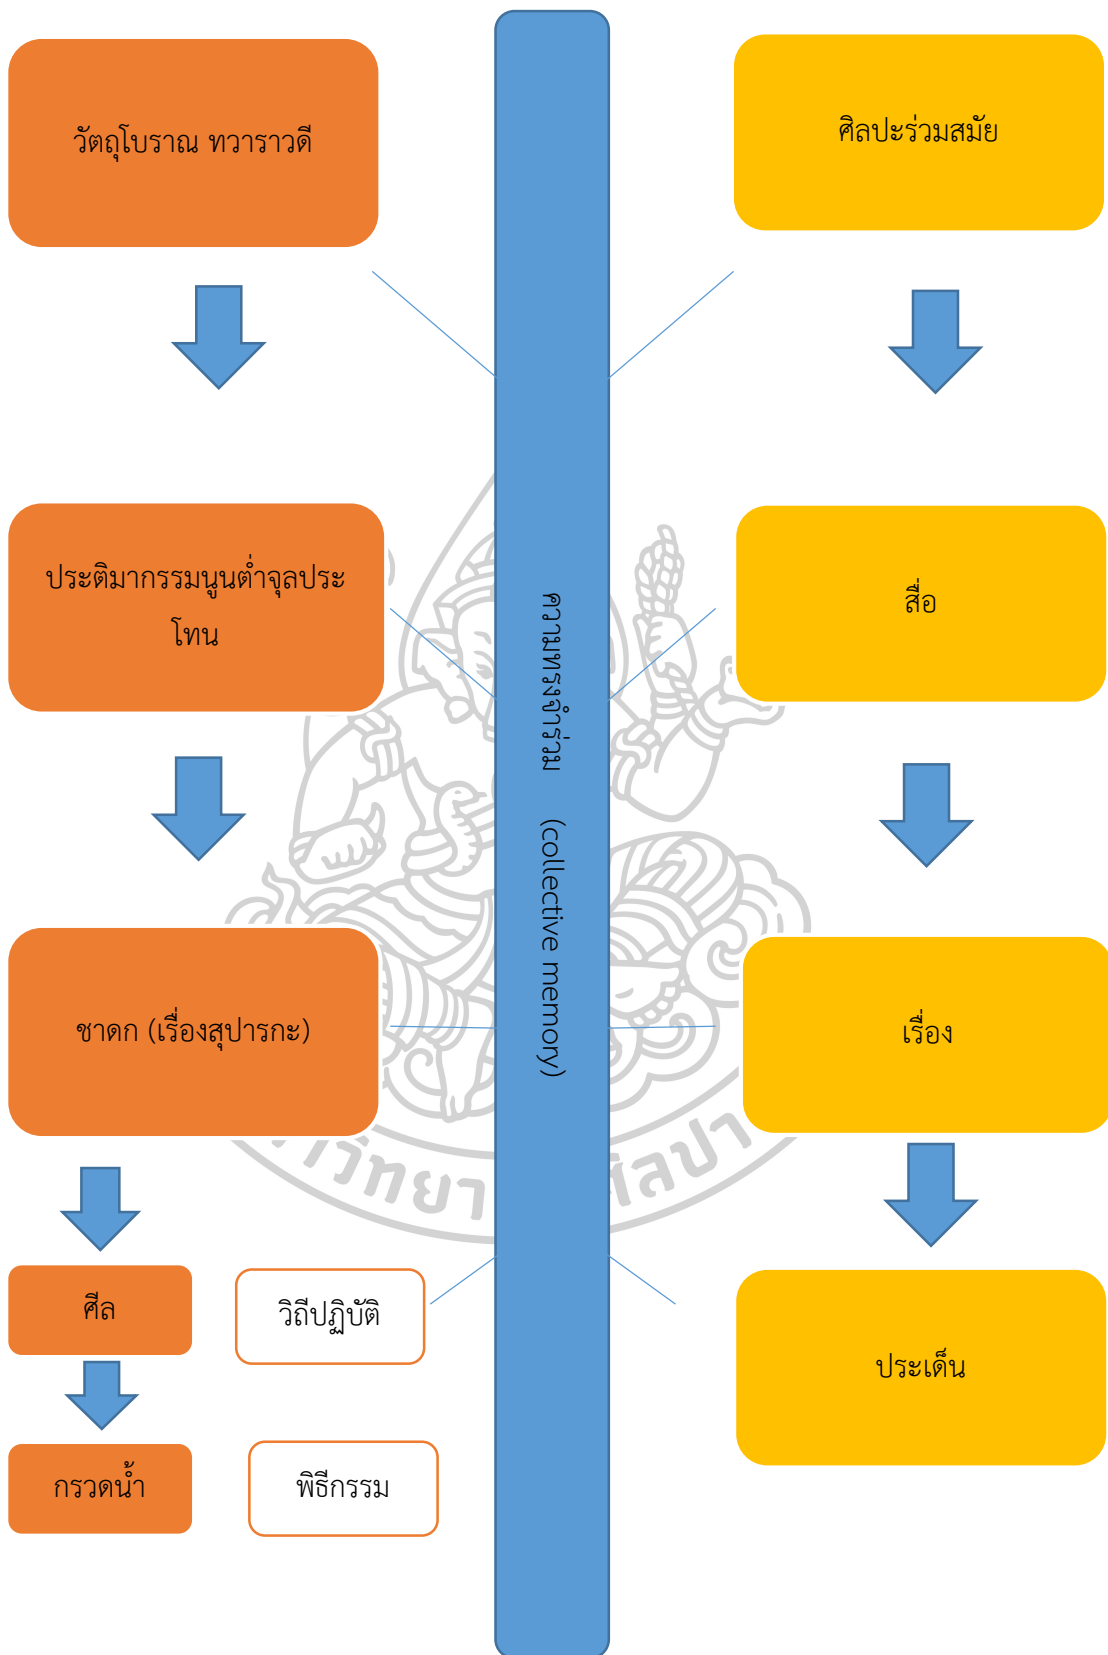 วัตถุโบราณ ทวาราวดี
ศิลปะร่วมสมัย
ประติมากรรมนูนต่ำจุลประ
โทน
สื่อ
ความทรงจำร่วม (collective memory)
ชาดก (เรื่องสุปารกะ)
เรื่อง
ศีล
วิถีปฏิบัติ
ประเด็น
กรวดน้ำ
พิธีกรรม